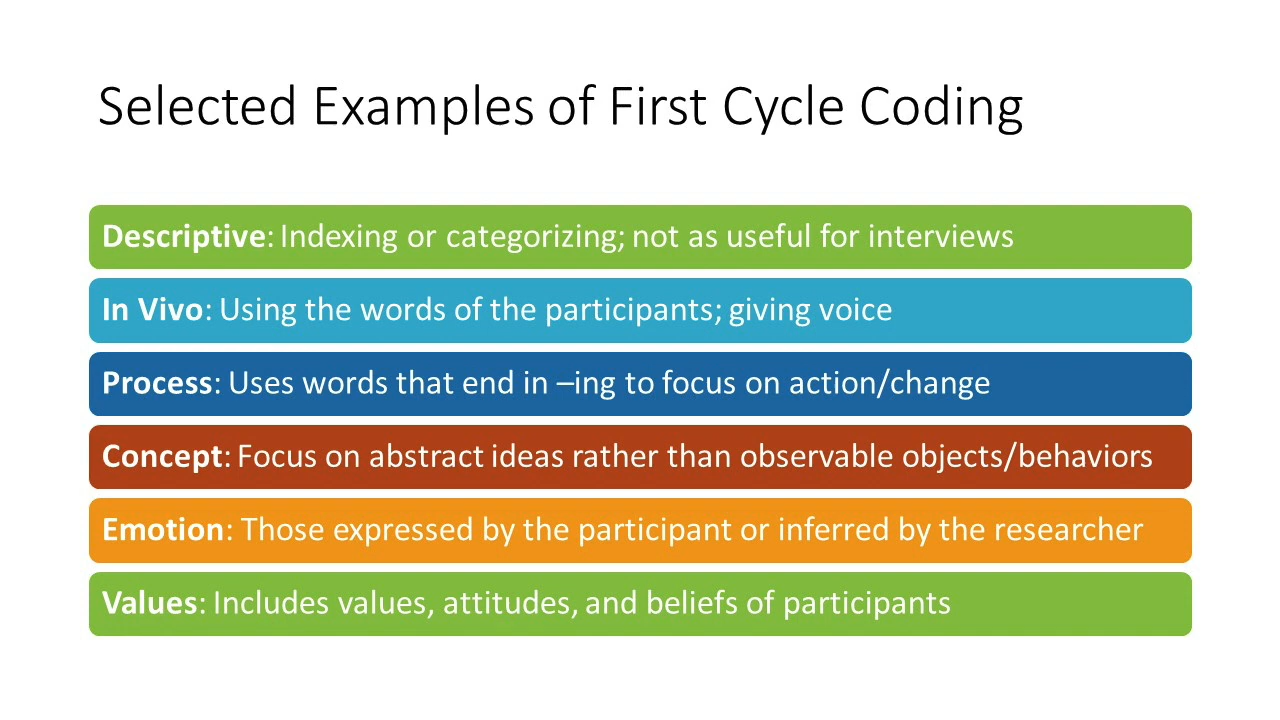 Selected Examples of First Cycle Coding
Descriptive: Indexing or categorizing; not as useful for interviews
In Vivo: Using the words of the participants; giving voice
Process: Uses words that end in –ing to focus on action/change
Concept: Focus on abstract ideas rather than observable objects/behaviors
Emotion: Those expressed by the participant or inferred by the researcher
Values: Includes values, attitudes, and beliefs of participants